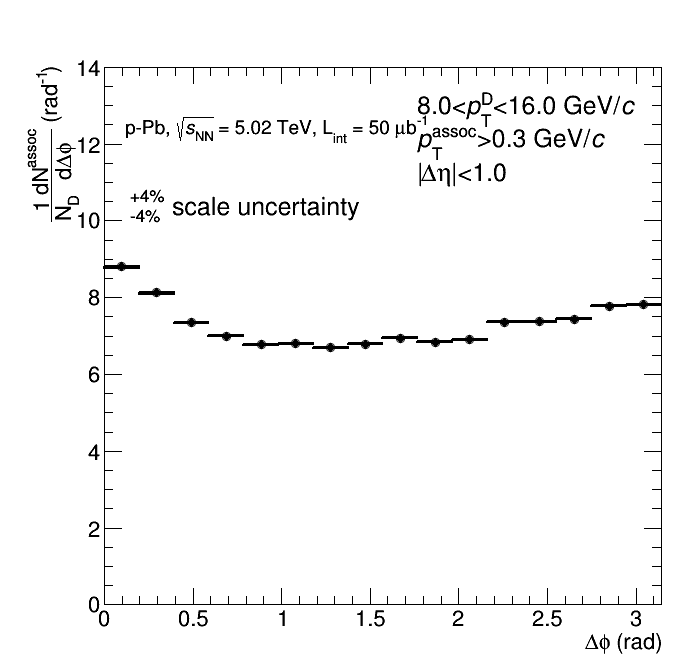 1 dN^assoc / N_D dΔφ (rad⁻¹)
14
12
10
8
6
4
2
0
p-Pb, √s_NN = 5.02 TeV, L_int = 50 μb⁻¹
8.0<p_T^D<16.0 GeV/c
p_T^assoc>0.3 GeV/c
|Δη|<1.0
+4%
-4% scale uncertainty
0 0.5 1 1.5 2 2.5 3
Δφ (rad)